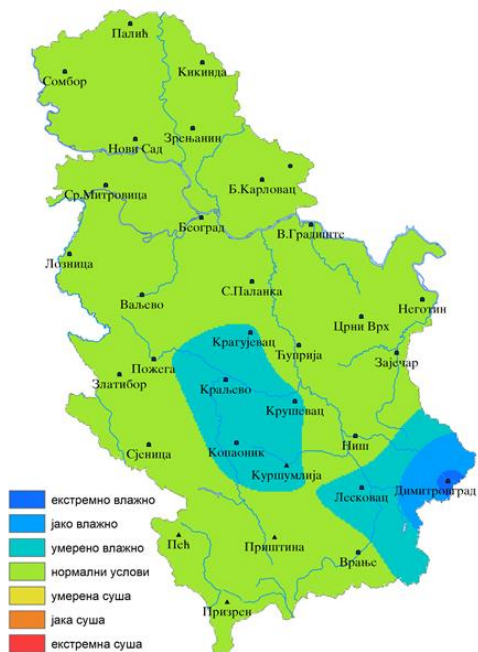 Палић
Сомбор
Кикинда
Зрењанин
Нови Сад
Б.Карловац
Ср.Митровица
Београд
В.Градиште
Лозница
С.Паланка
Ваљево
Неготин
Црни Врх
Крагујевац
Ћуприја
Зајечар
Пожега
Златибор
Краљево
Крушевац
Ниш
Сјеница
Копаоник
Куршумлија
Димитровград
Лесковац
Пећ
Приштина
Врање
Призрен
екстремно влажно
јако влажно
умерено влажно
нормални услови
умерена суша
јака суша
екстремна суша